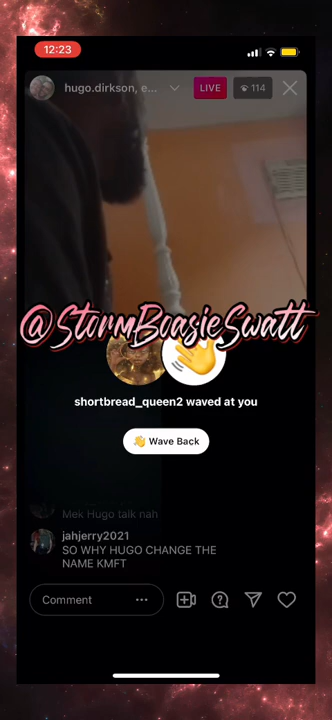 12:23
hugo.dirkson, e...
LIVE
114
@StormBoasieSwatt
shortbread_queen2 waved at you
👋 Wave Back
Mek Hugo talk nah
jahjerry2021
SO WHY HUGO CHANGE THE
NAME KMFT
Comment